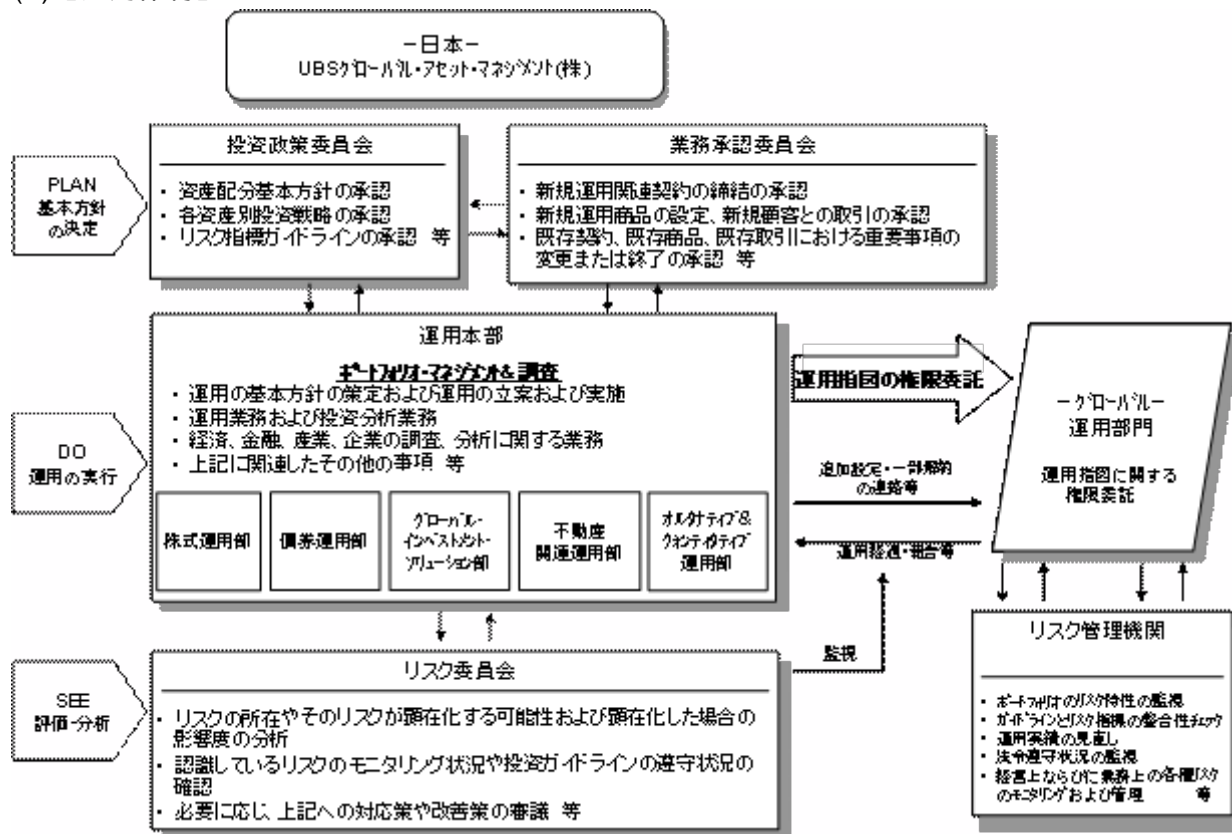 －日本－
UBSｸﾞﾛｰﾊﾞﾙ・ｱｾｯﾄ・ﾏﾈｼﾞﾒﾝﾄ(株)
PLAN
基本方針
の決定
投資政策委員会
・ 資産配分基本方針の承認
・ 各資産別投資戦略の承認
・ リスク指標ガイドラインの承認 等
業務承認委員会
・ 新規運用関連契約の締結の承認
・ 新規運用商品の設定、新規顧客との取引の承認
・ 既存契約、既存商品、既存取引における重要事項の
変更または終了の承認 等
DO
運用の実行
運用本部
ﾎﾟｰﾄﾌｫﾘｵ・ﾏﾈｼﾞﾒﾝﾄ& 調査
・ 運用の基本方針の策定および運用の立案および実施
・ 運用業務および投資分析業務
・ 経済、金融、産業、企業の調査、分析に関する業務
・ 上記に関連したその他の事項 等
株式運用部
債券運用部
ｸﾞﾛｰﾊﾞﾙ・
ｲﾝﾍﾞｽﾄﾒﾝﾄ・
ｿﾘｭｰｼｮﾝ部
不動産
関連運用部
ｵﾙﾀﾅﾃｨﾌﾞ&
ｸｫﾝﾃｨﾀﾃｨﾌﾞ
運用部
運用指図の権限委託
追加設定・一部解約
の連絡等
運用経過・報告等
監視
－ｸﾞﾛｰﾊﾞﾙ－
運用部門
運用指図に関する
権限委託
SEE
評価・分析
リスク委員会
・ リスクの所在やそのリスクが顕在化する可能性および顕在化した場合の
影響度の分析
・ 認識しているリスクのモニタリング状況や投資ガイドラインの遵守状況の
確認
・ 必要に応じ、上記への対応策や改善策の審議 等
リスク管理機関
・ ﾎﾟｰﾄﾌｫﾘｵのﾘｽｸ特性の監視
・ ｶﾞｲﾄﾞﾗｲﾝとﾘｽｸ指標の整合性ﾁｪｯｸ
・ 運用実績の見直し
・ 法令遵守状況の監視
・ 経営上ならびに業務上の各種ﾘｽｸ
のﾓﾆﾀﾘﾝｸﾞおよび管理 等